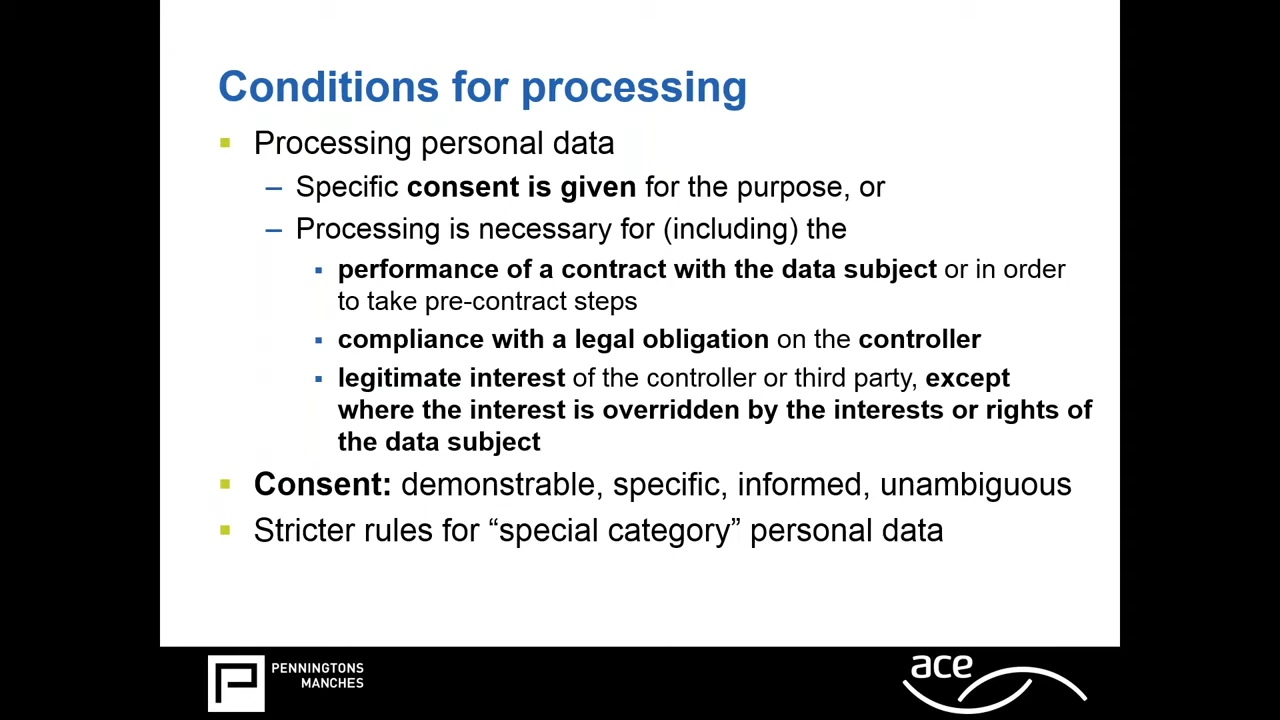 Conditions for processing
▪ Processing personal data
– Specific consent is given for the purpose, or
– Processing is necessary for (including) the
▪ performance of a contract with the data subject or in order
to take pre-contract steps
▪ compliance with a legal obligation on the controller
▪ legitimate interest of the controller or third party, except
where the interest is overridden by the interests or rights of
the data subject
▪ Consent: demonstrable, specific, informed, unambiguous
▪ Stricter rules for “special category” personal data
PENNINGTONS
MANCHES
ace